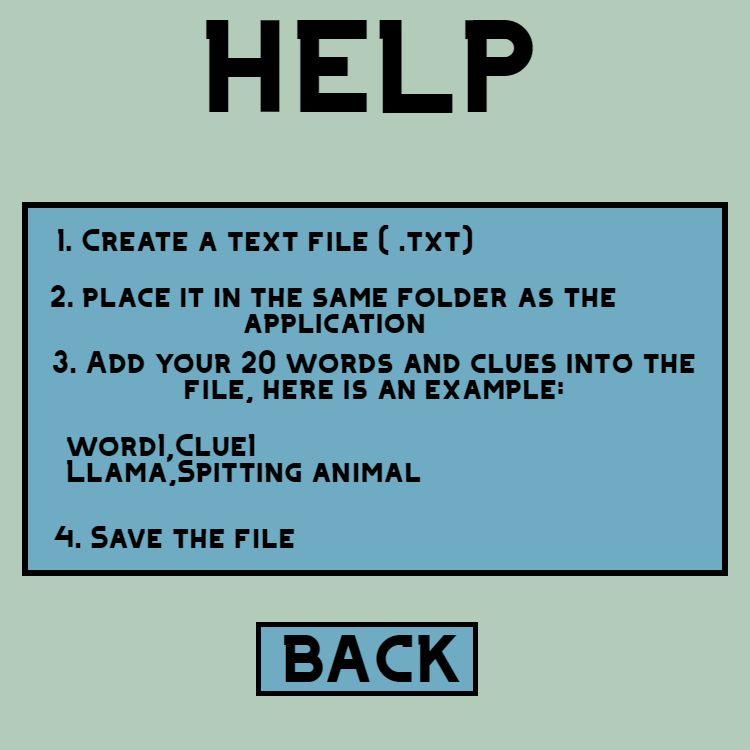 HELP
1. Create a text file ( .txt)
2. place it in the same folder as the
application
3. Add your 20 words and clues into the
file, here is an example:
word1,Clue1
Llama,Spitting animal
4. Save the file
BACK